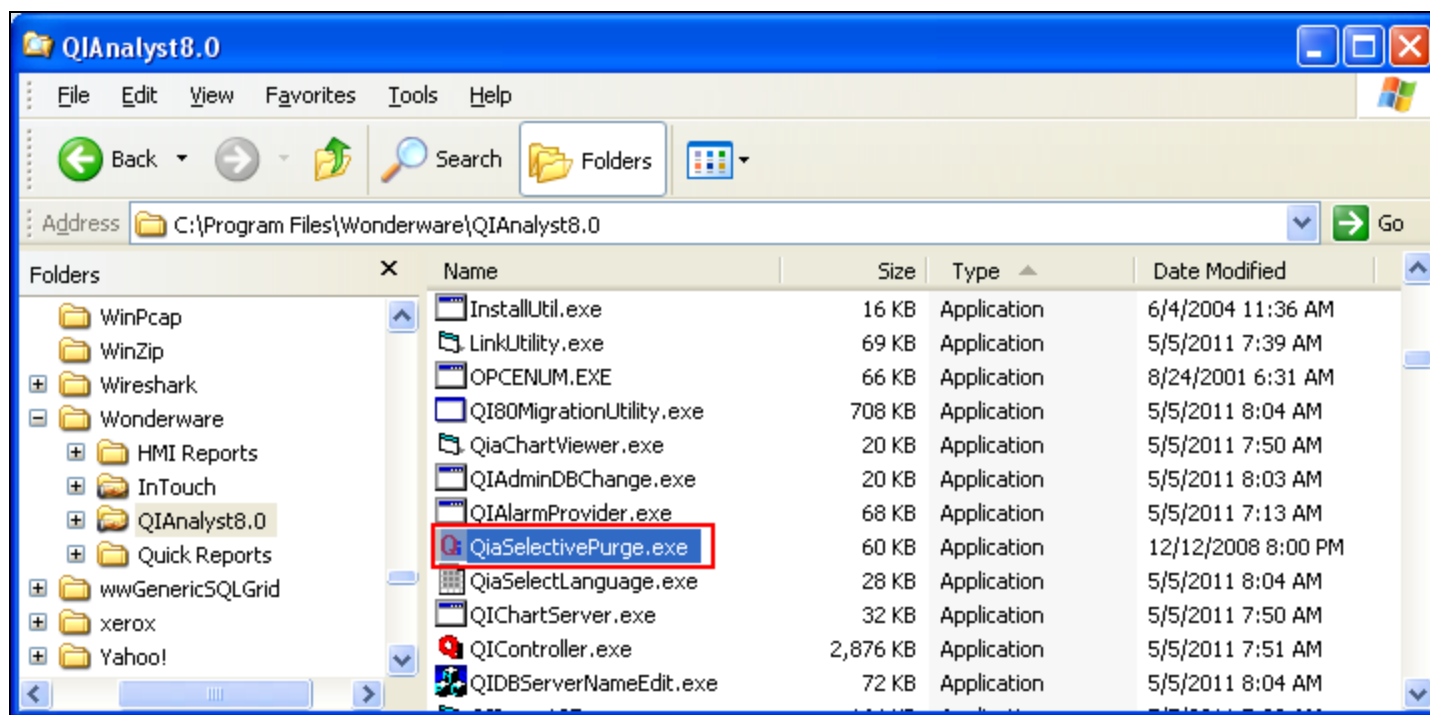 QIAnalyst8.0
File Edit View Favorites Tools Help
Back Search Folders
Address C:\Program Files\Wonderware\QIAnalyst8.0 Go
Folders X Name Size Type Date Modified
WinPcap
WinZip
Wireshark
Wonderware
HMI Reports
InTouch
QIAnalyst8.0
Quick Reports
wwGenericSQLGrid
xerox
Yahoo!
InstallUtil.exe 16 KB Application 6/4/2004 11:36 AM
LinkUtility.exe 69 KB Application 5/5/2011 7:39 AM
OPCENUM.EXE 66 KB Application 8/24/2001 6:31 AM
QI80MigrationUtility.exe 708 KB Application 5/5/2011 8:04 AM
QiaChartViewer.exe 20 KB Application 5/5/2011 7:50 AM
QIAdminDBChange.exe 20 KB Application 5/5/2011 8:03 AM
QIAlarmProvider.exe 68 KB Application 5/5/2011 7:13 AM
QiaSelectivePurge.exe 60 KB Application 12/12/2008 8:00 PM
QiaSelectLanguage.exe 28 KB Application 5/5/2011 8:04 AM
QIChartServer.exe 32 KB Application 5/5/2011 7:50 AM
QIController.exe 2,876 KB Application 5/5/2011 7:51 AM
QIDBServerNameEdit.exe 72 KB Application 5/5/2011 8:04 AM